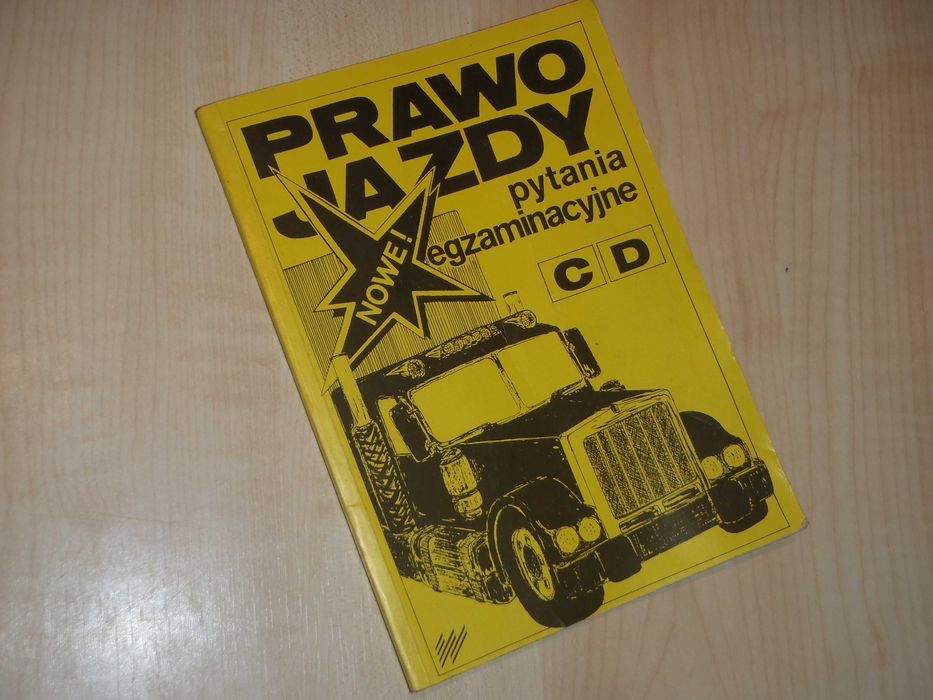 PRAWO
JAZDY
pytania
egzaminacyjne
NOWE!
C D